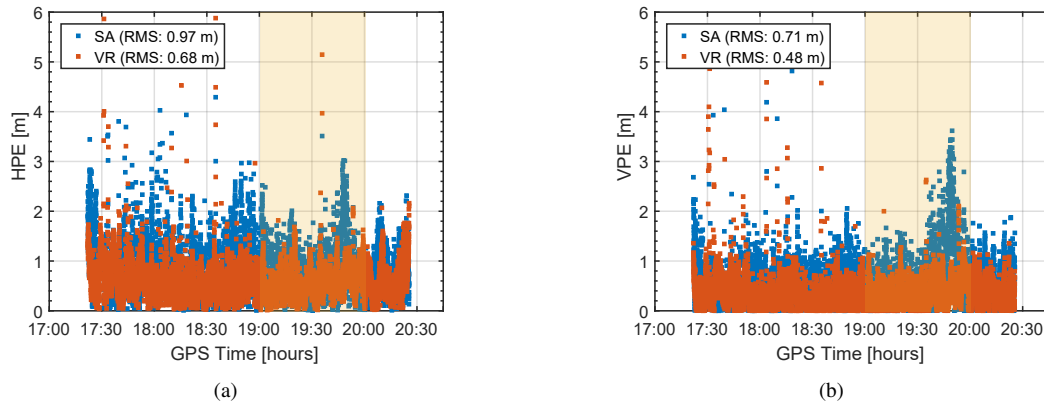 6
5
4
3
2
1
0
HPE [m]
SA (RMS: 0.97 m)
VR (RMS: 0.68 m)
17:00 17:30 18:00 18:30 19:00 19:30 20:00 20:30
GPS Time [hours]
(a)
6
5
4
3
2
1
0
VPE [m]
SA (RMS: 0.71 m)
VR (RMS: 0.48 m)
17:00 17:30 18:00 18:30 19:00 19:30 20:00 20:30
GPS Time [hours]
(b)